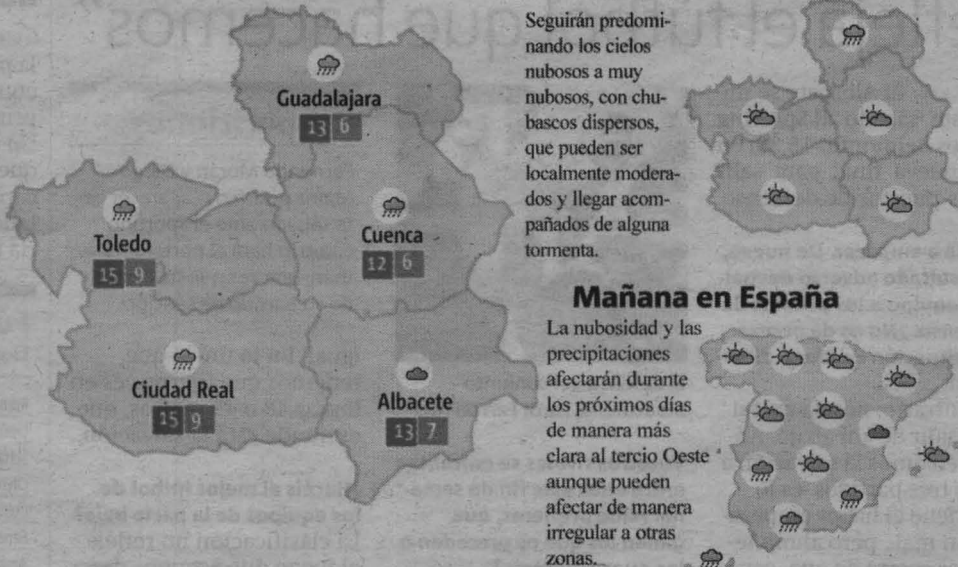 Guadalajara
13 6
Toledo
15 9
Cuenca
12 6
Ciudad Real
15 9
Albacete
13 7
Seguirán predomi-
nando los cielos
nubosos a muy
nubosos, con chu-
bascos dispersos,
que pueden ser
localmente modera-
dos y llegar acom-
pañados de alguna
tormenta.
Mañana en España
La nubosidad y las
precipitaciones
afectarán durante
los próximos días
de manera más
clara al tercio Oeste
aunque pueden
afectar de manera
irregular a otras
zonas.